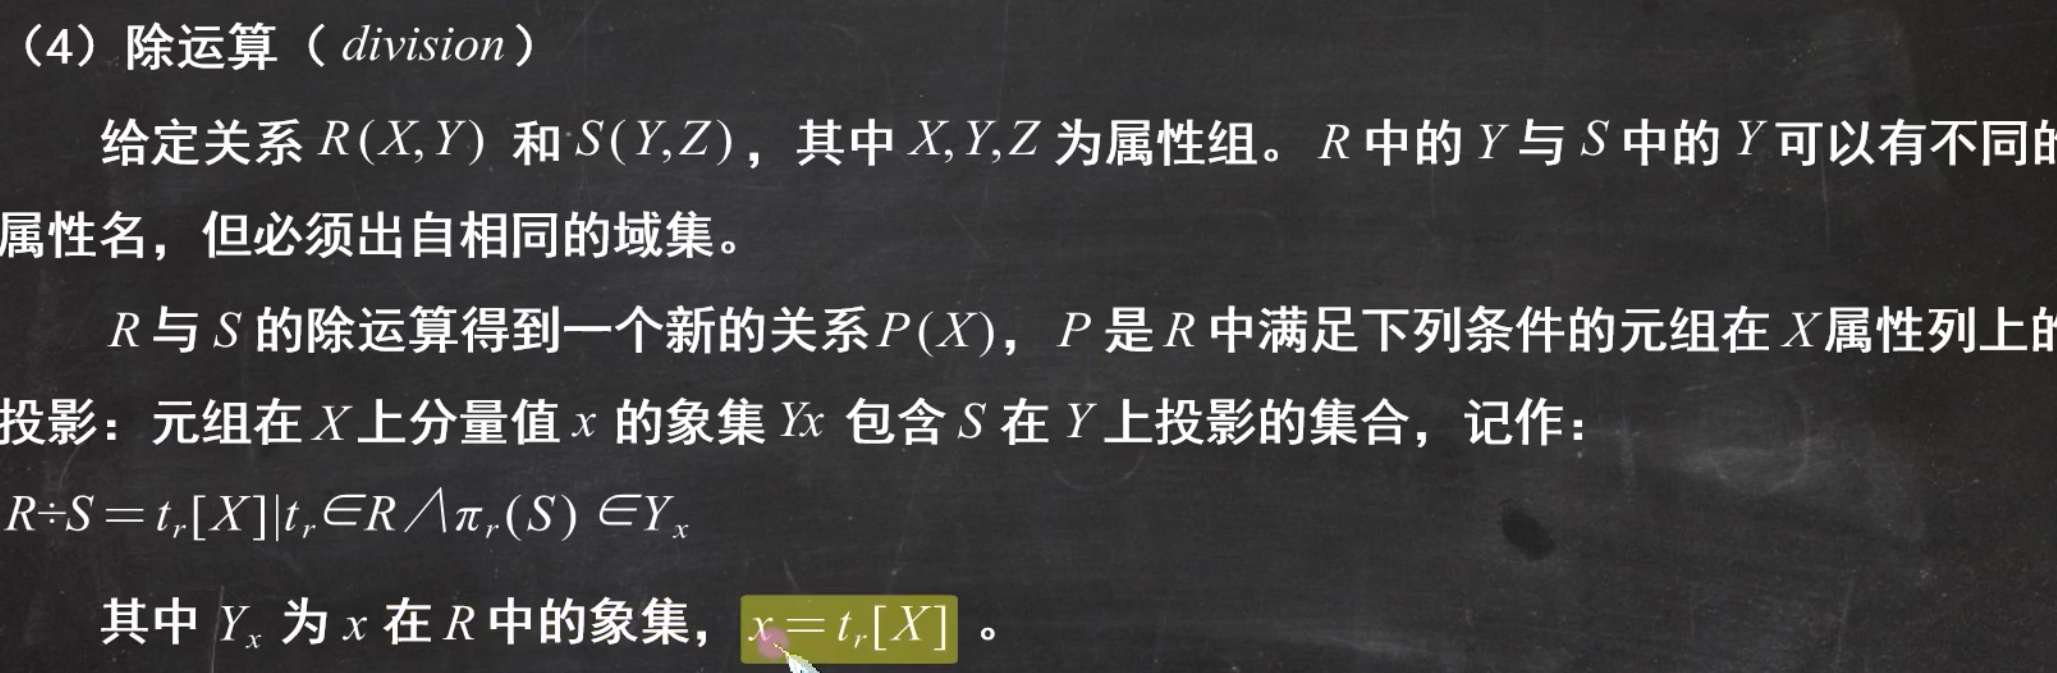 （4）除运算（division）
给定关系 R(X,Y) 和 S(Y,Z)，其中 X,Y,Z 为属性组。R 中的 Y 与 S 中的 Y 可以有不同的
属性名，但必须出自相同的域集。
R 与 S 的除运算得到一个新的关系 P(X)，P 是 R 中满足下列条件的元组在 X 属性列上的
投影：元组在 X 上分量值 x 的象集 Yx 包含 S 在 Y 上投影的集合，记作：
R÷S＝t_r[X]|t_r∈R∧π_r(S)∈Y_x
其中 Y_x 为 x 在 R 中的象集，x＝t_r[X] 。